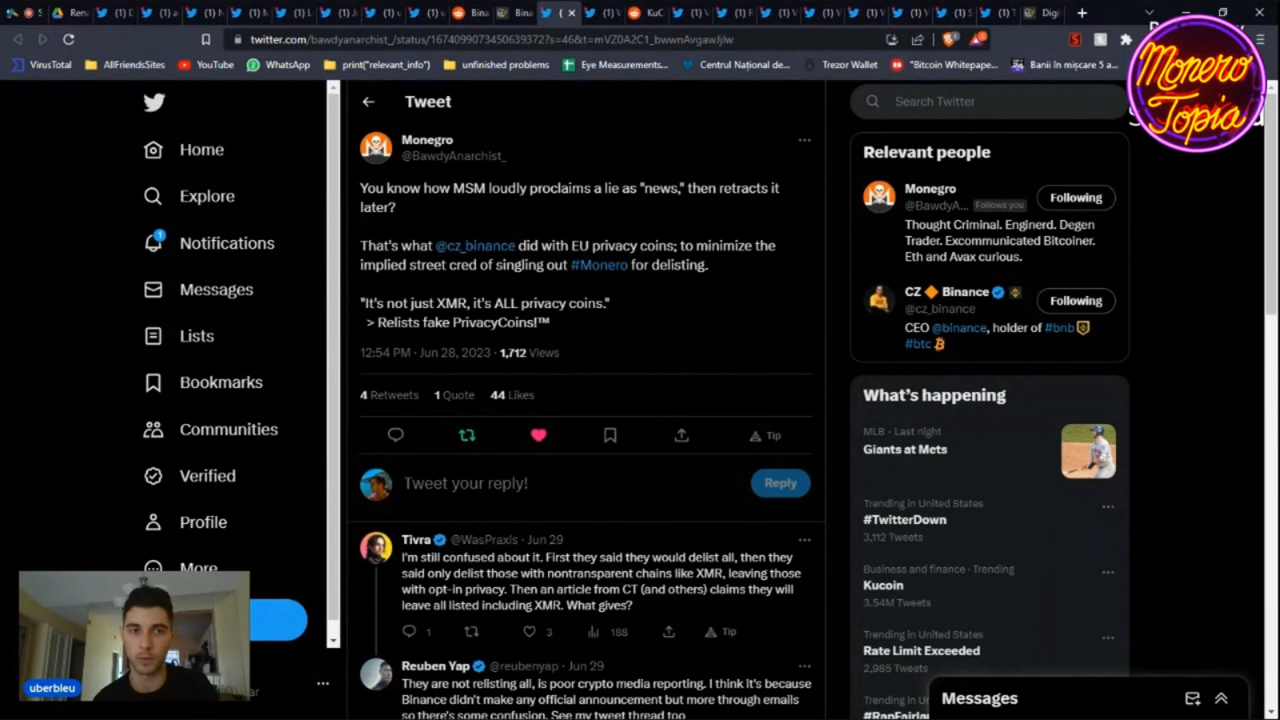 Ren
Bina
Bina
KuC
Digi
twitter.com/bawdyanarchist_/status/1674099073450639372?s=46&t=mVZ0A2C1_bwwnAvgawJjlw
VirusTotal
AllFriendsSites
YouTube
WhatsApp
print("relevant_info")
unfinished problems
Eye Measurements...
Centrul Național de...
Trezor Wallet
"Bitcoin Whitepape...
Banii în mișcare 5 a...
Monero
Topia
Home
Explore
Notifications
1
Messages
Lists
Bookmarks
Communities
Verified
Profile
More
uberbleu
Tweet
Monegro
@BawdyAnarchist_
You know how MSM loudly proclaims a lie as "news," then retracts it
later?
That's what @cz_binance did with EU privacy coins; to minimize the
implied street cred of singling out #Monero for delisting.
"It's not just XMR, it's ALL privacy coins."
> Relists fake PrivacyCoins!™
12:54 PM · Jun 28, 2023 · 1,712 Views
4 Retweets 1 Quote 44 Likes
Tip
Tweet your reply!
Reply
Tivra @WasPraxis · Jun 29
I'm still confused about it. First they said they would delist all, then they
said only delist those with nontransparent chains like XMR, leaving those
with opt-in privacy. Then an article from CT (and others) claims they will
leave all listed including XMR. What gives?
1 3 188 Tip
Reuben Yap @reubenyap · Jun 29
They are not relisting all, is poor crypto media reporting. I think it's because
Binance didn't make any official announcement but more through emails
so there's some confusion. See my tweet thread too
Search Twitter
Relevant people
Monegro
@BawdyA... Follows you
Following
Thought Criminal. Enginerd. Degen
Trader. Excommunicated Bitcoiner.
Eth and Avax curious.
CZ Binance
@cz_binance
Following
CEO @binance, holder of #bnb
#btc
What's happening
MLB · Last night
Giants at Mets
Trending in United States
#TwitterDown
3,112 Tweets
Business and finance · Trending
Kucoin
3.54M Tweets
Trending in United States
Rate Limit Exceeded
2,985 Tweets
Messages